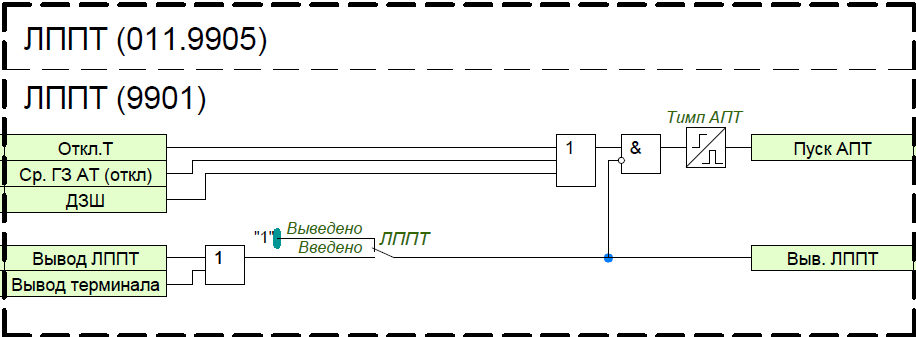 ЛППТ (011.9905)
ЛППТ (9901)
Тимп АПТ
Откл.Т
1
&
Пуск АПТ
Ср. ГЗ АТ (откл)
ДЗШ
"1"
Выведено
ЛППТ
Введено
Вывод ЛППТ
1
Выв. ЛППТ
Вывод терминала